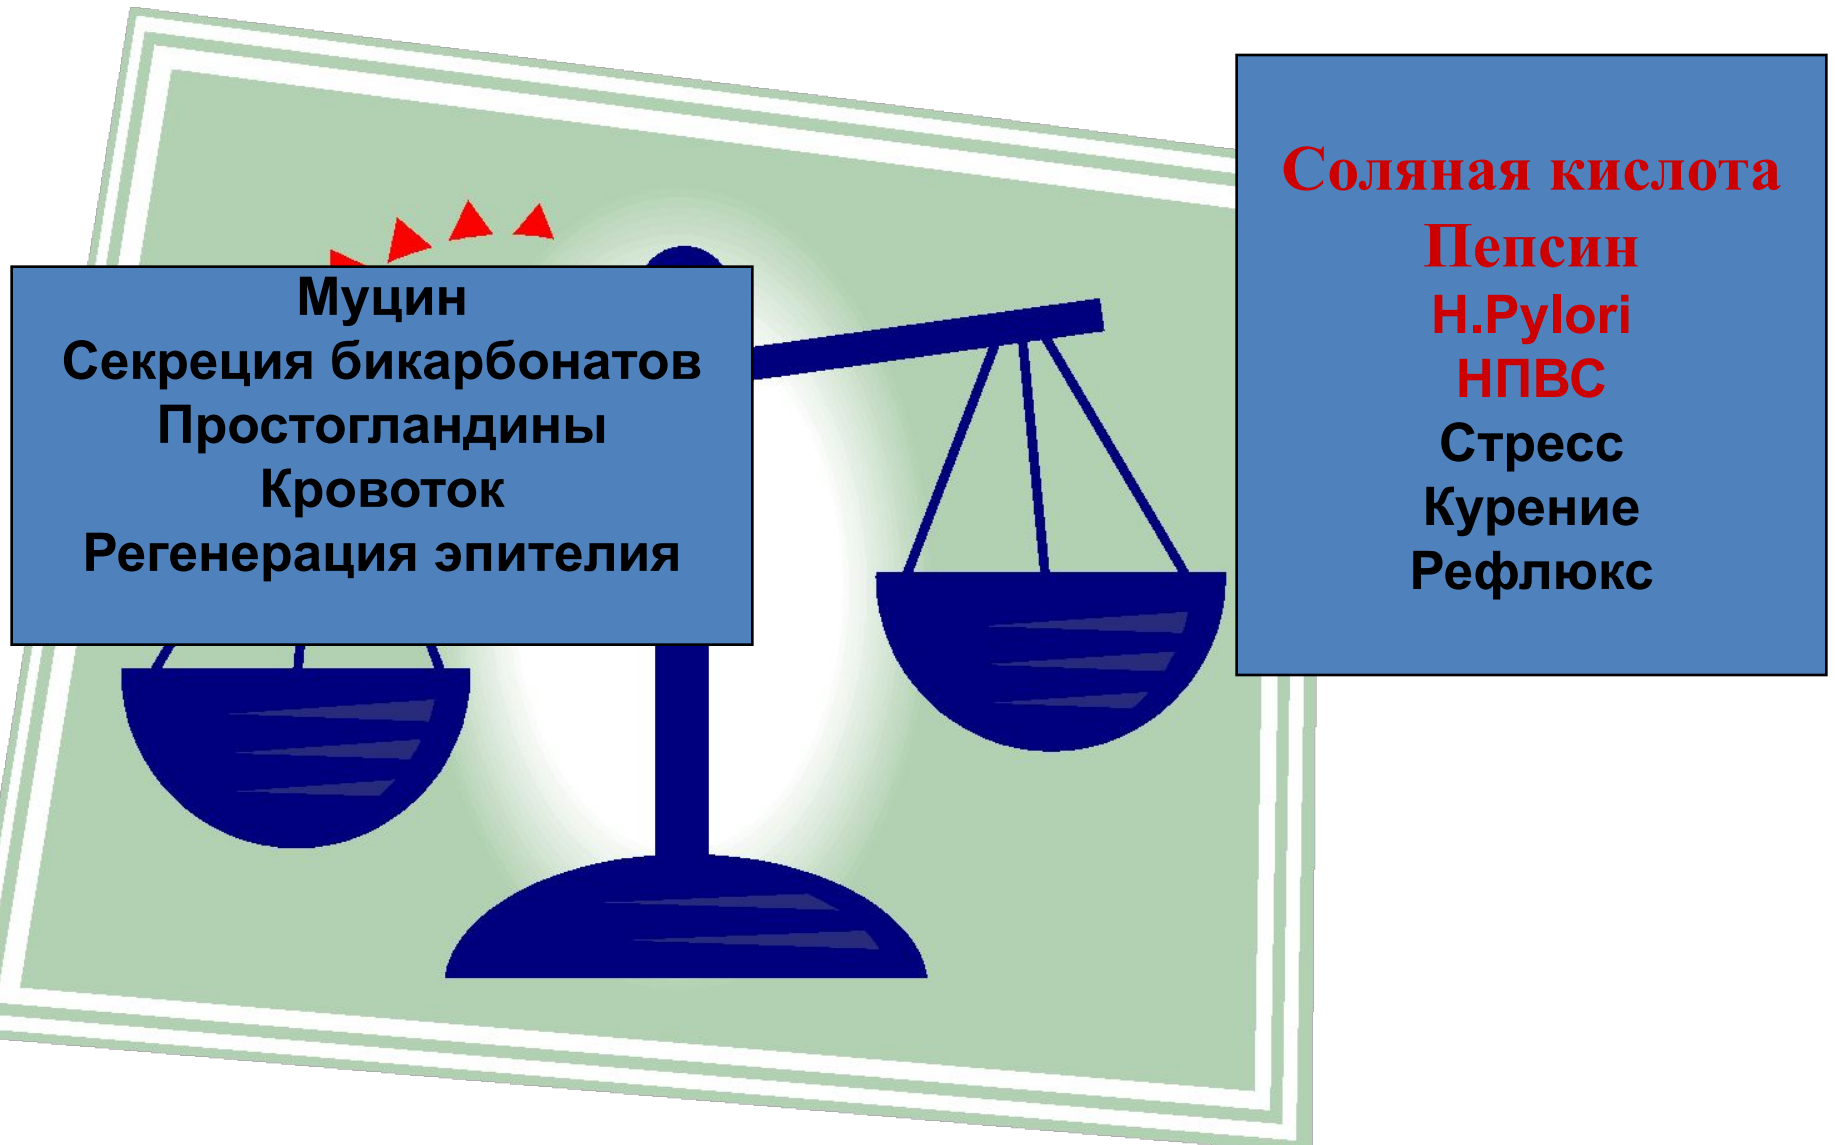 Муцин
Секреция бикарбонатов
Простогландины
Кровоток
Регенерация эпителия
Соляная кислота
Пепсин
H.Pylori
НПВС
Стресс
Курение
Рефлюкс